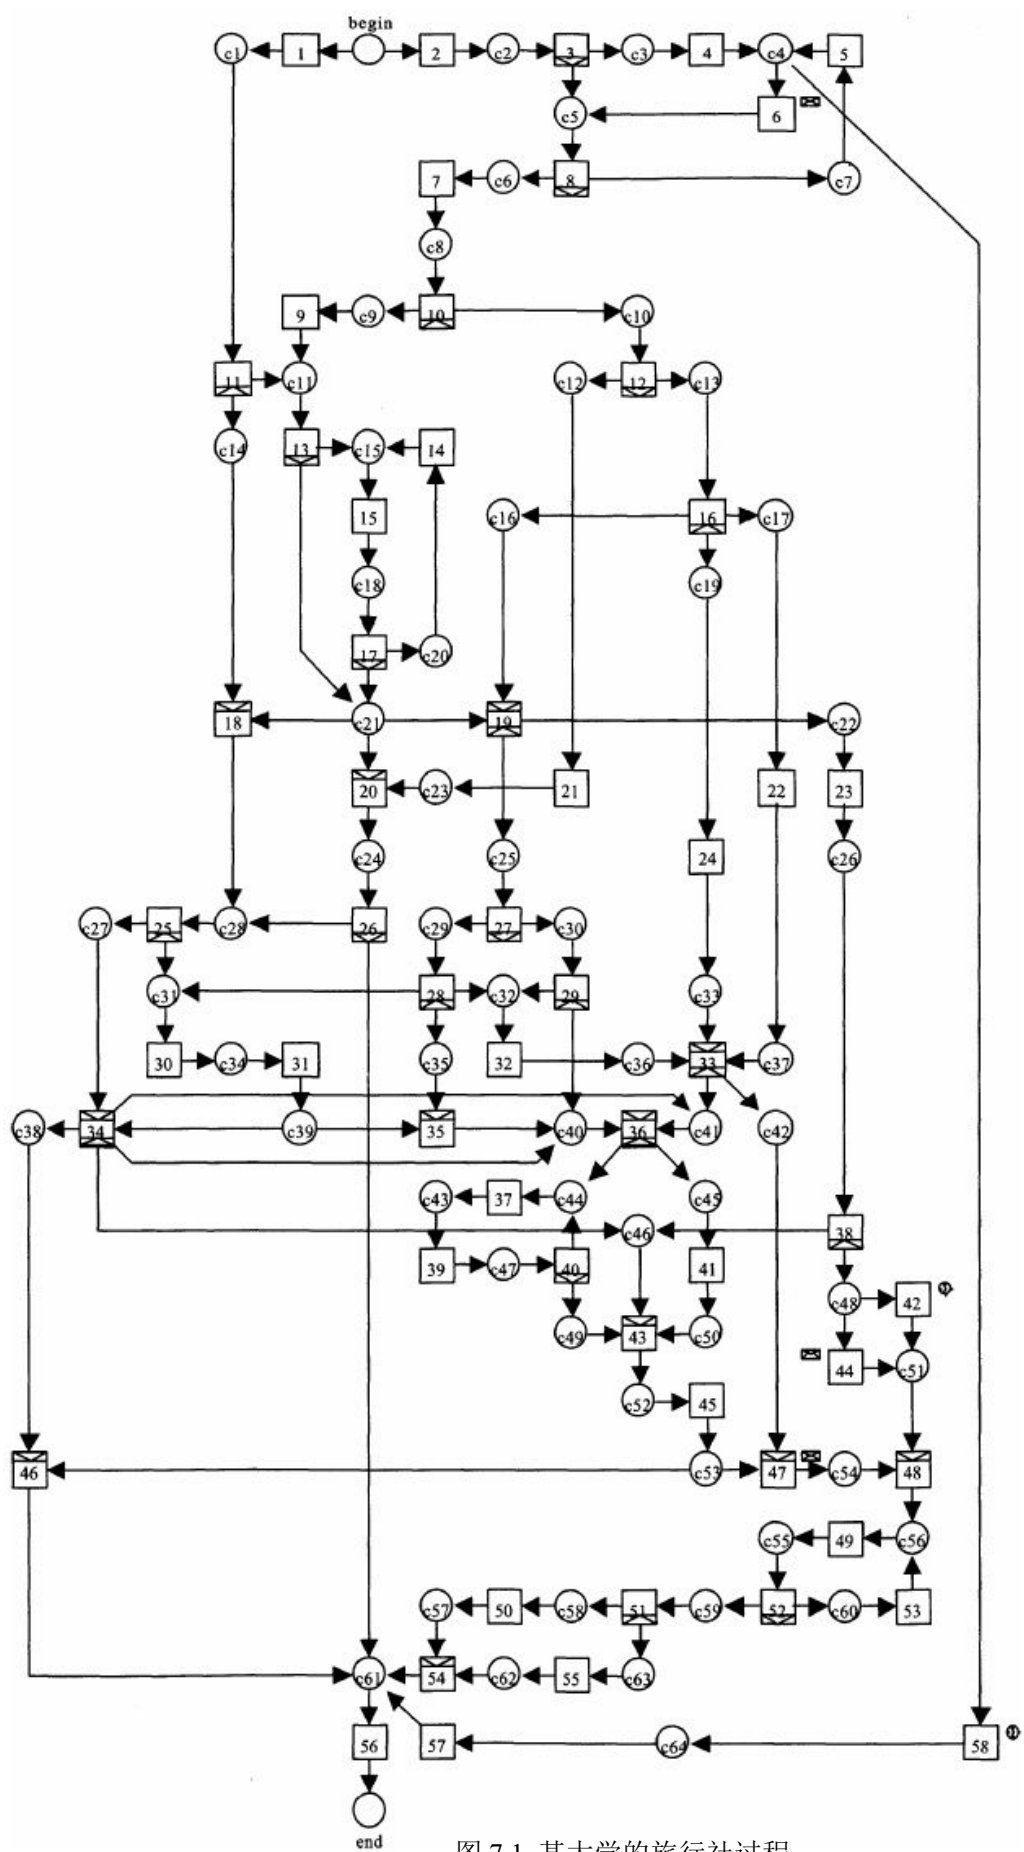 begin
c1 1 2 c2 3 c3 4 c4 5
c5 6
7 c6 8 c7
c8
9 c9 10 c10
11 c11 c12 12 c13
c14 13 c15 14
15 c16 16 c17
c18 c19
17 c20
18 c21 19 c22
20 c23 21 22 23
c24 c25 24 c26
c27 25 c28 26 c29 27 c30
c31 28 c32 29 c33
30 c34 31 c35 32 c36 33 c37
c38 34 c39 35 c40 36 c41 c42
c43 37 c44 c45
c46 38
39 c47 40 41
c48 42
c49 43 c50
44 c51
c52 45
46 c53 47 c54 48
c55 49 c56
c57 50 c58 51 c59 52 c60 53
c61 54 c62 55 c63
56 57 c64 58
end
图 7.1 某大学的旅行社过程